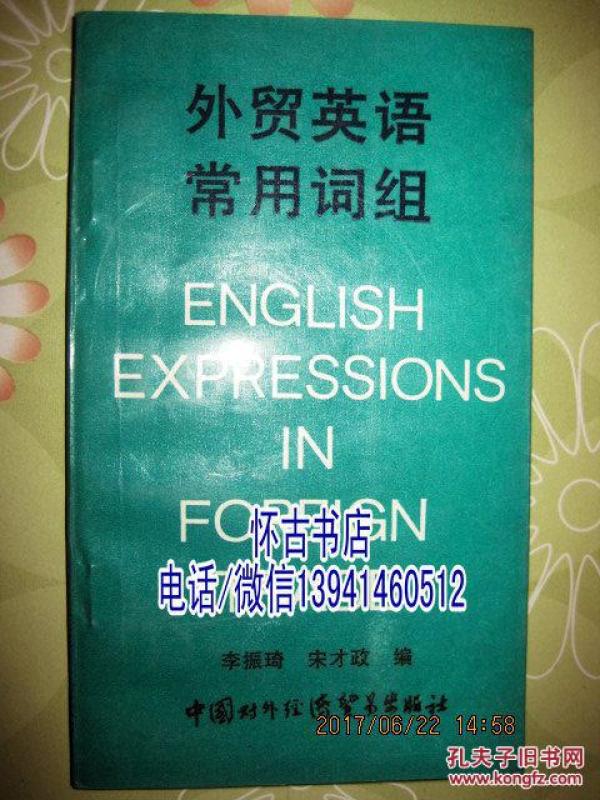 外贸英语
常用词组
ENGLISH
EXPRESSIONS
IN
FOREIGN
怀古书店
电话/微信13941460512
李振琦 宋才政 编
中国对外经济贸易出版社
2017/06/22 14:58
孔夫子旧书网
www.kongfz.com